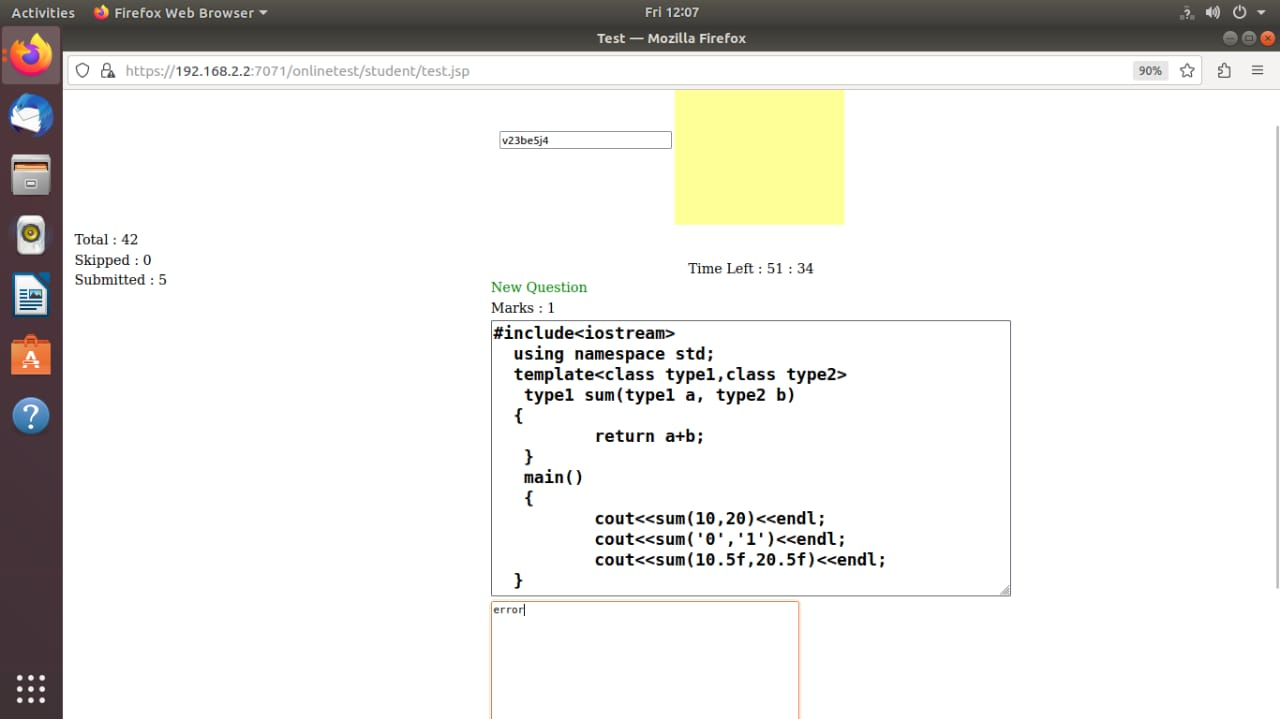 Activities
Firefox Web Browser
Fri 12:07
Test — Mozilla Firefox
https://192.168.2.2:7071/onlinetest/student/test.jsp
90%
v23be5j4
Total : 42
Skipped : 0
Submitted : 5
Time Left : 51 : 34
New Question
Marks : 1
#include<iostream>
using namespace std;
template<class type1,class type2>
type1 sum(type1 a, type2 b)
{
return a+b;
}
main()
{
cout<<sum(10,20)<<endl;
cout<<sum('0','1')<<endl;
cout<<sum(10.5f,20.5f)<<endl;
}
error